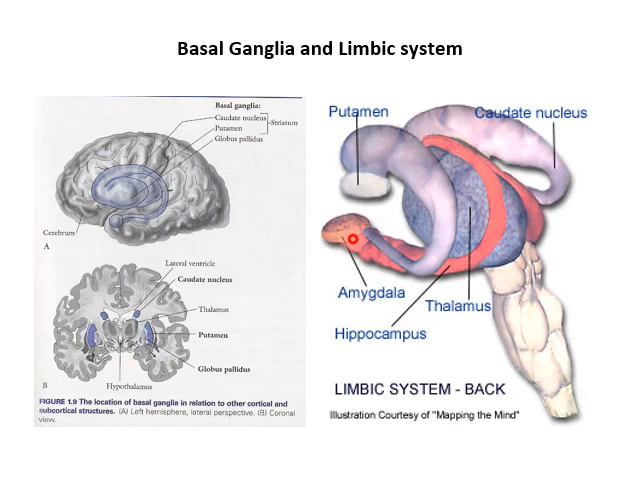 Basal Ganglia and Limbic system
Basal ganglia:
Caudate nucleus
Putamen
Striatum
Globus pallidus
Cerebrum
A
Lateral ventricle
Caudate nucleus
Thalamus
Putamen
Globus pallidus
B
Hypothalamus
FIGURE 1.9 The location of basal ganglia in relation to other cortical and
subcortical structures. (A) Left hemisphere, lateral perspective. (B) Coronal
view.
Putamen
Caudate nucleus
Amygdala
Thalamus
Hippocampus
LIMBIC SYSTEM - BACK
Illustration Courtesy of "Mapping the Mind"